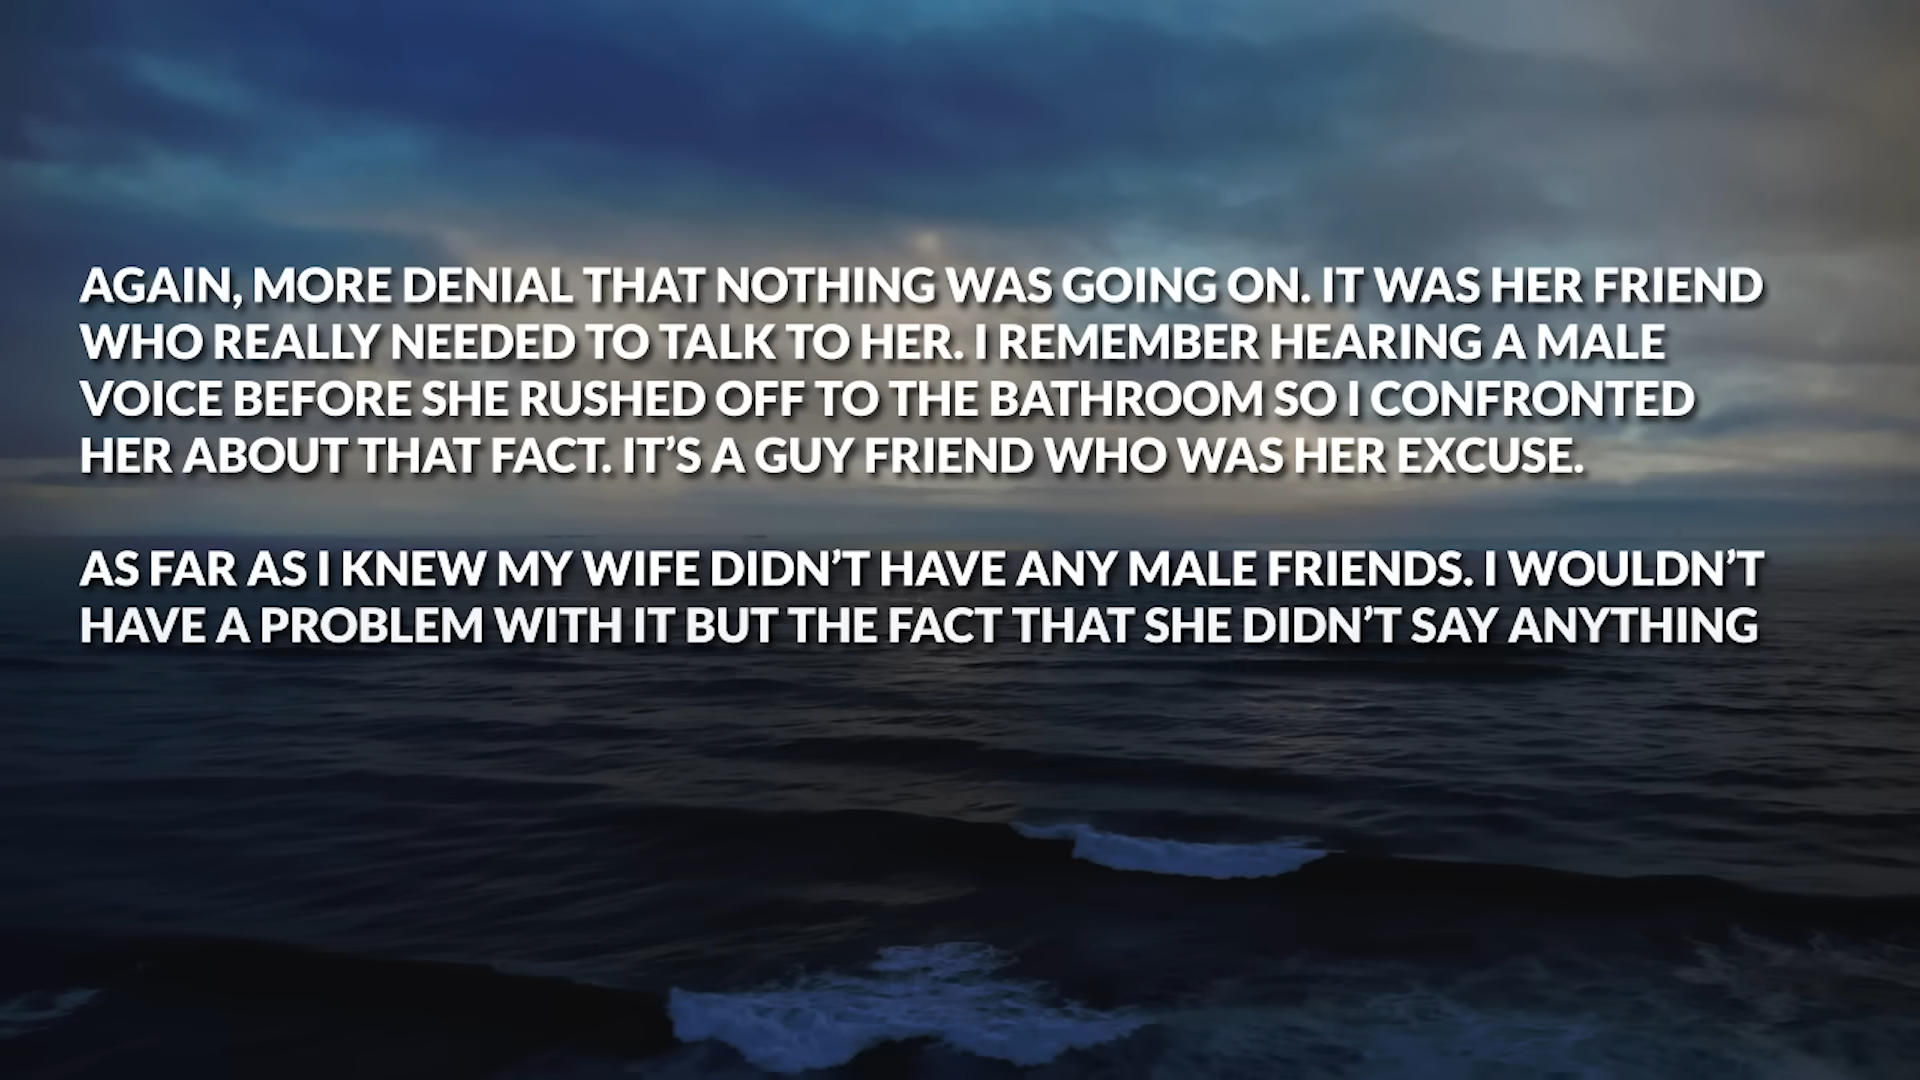 AGAIN, MORE DENIAL THAT NOTHING WAS GOING ON. IT WAS HER FRIEND
WHO REALLY NEEDED TO TALK TO HER. I REMEMBER HEARING A MALE
VOICE BEFORE SHE RUSHED OFF TO THE BATHROOM SO I CONFRONTED
HER ABOUT THAT FACT. IT’S A GUY FRIEND WHO WAS HER EXCUSE.
AS FAR AS I KNEW MY WIFE DIDN’T HAVE ANY MALE FRIENDS. I WOULDN’T
HAVE A PROBLEM WITH IT BUT THE FACT THAT SHE DIDN’T SAY ANYTHING